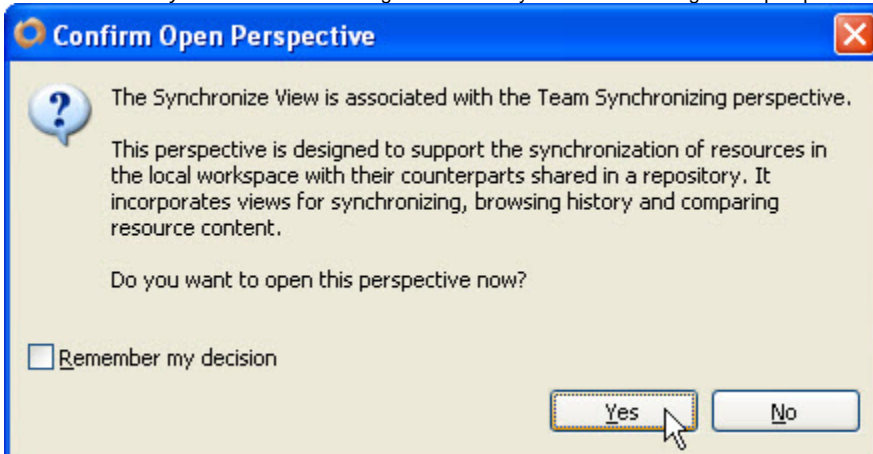 Confirm Open Perspective
The Synchronize View is associated with the Team Synchronizing perspective.
This perspective is designed to support the synchronization of resources in
the local workspace with their counterparts shared in a repository. It
incorporates views for synchronizing, browsing history and comparing
resource content.
Do you want to open this perspective now?
Remember my decision
Yes No